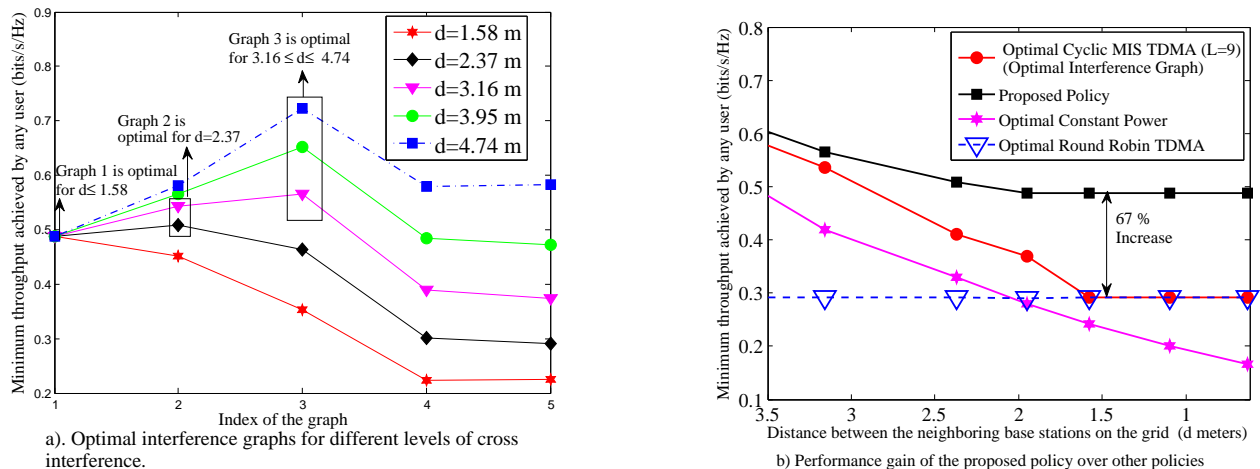 Minimum throughput achieved by any user (bits/s/Hz)
0.9
0.8
0.7
0.6
0.5
0.4
0.3
0.2
1
2
3
4
5
Index of the graph
Graph 3 is optimal
for 3.16 ≤ d≤ 4.74
Graph 2 is
optimal for d=2.37
Graph 1 is optimal
for d≤ 1.58
d=1.58 m
d=2.37 m
d=3.16 m
d=3.95 m
d=4.74 m
a). Optimal interference graphs for different levels of cross
interference.
Minimum throughput achieved by any user (bits/s/Hz)
0.8
0.7
0.6
0.5
0.4
0.3
0.2
0.1
3.5
3
2.5
2
1.5
1
Distance between the neighboring base stations on the grid (d meters)
Optimal Cyclic MIS TDMA (L=9)
(Optimal Interference Graph)
Proposed Policy
Optimal Constant Power
Optimal Round Robin TDMA
67 %
Increase
b) Performance gain of the proposed policy over other policies